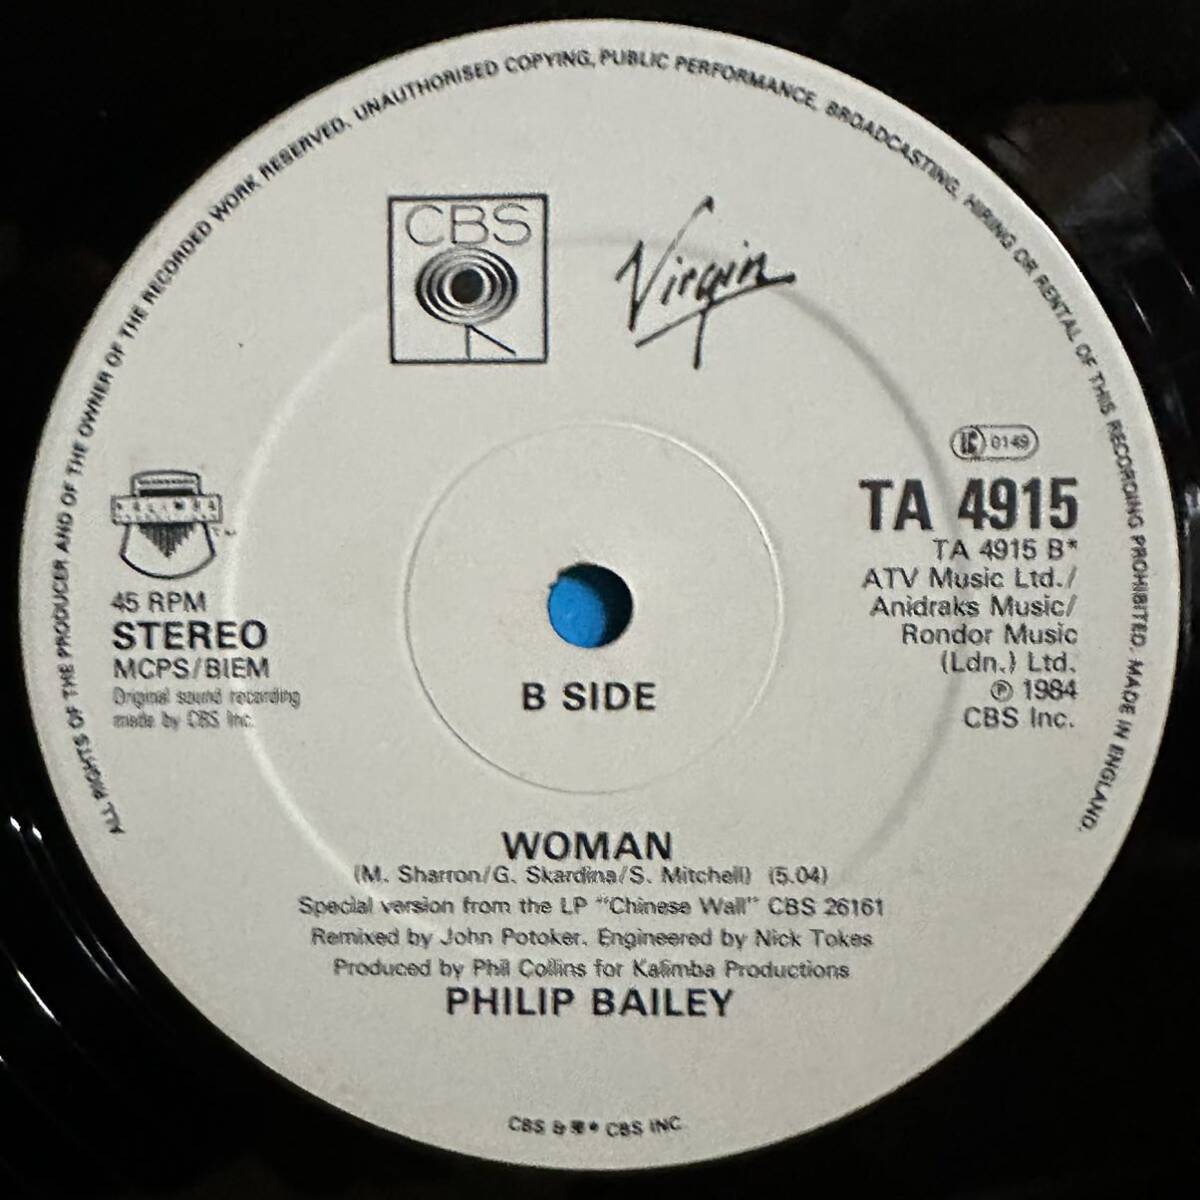 ALL RIGHTS OF THE PRODUCER AND OF THE OWNER OF THE RECORDED WORK RESERVED. UNAUTHORISED COPYING, PUBLIC PERFORMANCE, BROADCASTING, HIRING OR RENTAL OF THIS RECORDING PROHIBITED. MADE IN ENGLAND.
CBS
Virgin
LC 0149
TA 4915
TA 4915 B*
ATV Music Ltd./
Anidraks Music/
Rondor Music
(Ldn.) Ltd.
℗ 1984
CBS Inc.
KALIMBA
TM
45 RPM
STEREO
MCPS/BIEM
Original sound recording
made by CBS Inc.
B SIDE
WOMAN
(M. Sharron/G. Skardina/S. Mitchell) (5.04)
Special version from the LP "Chinese Wall" CBS 26161
Remixed by John Potoker. Engineered by Nick Tokes
Produced by Phil Collins for Kalimba Productions
PHILIP BAILEY
CBS & * CBS INC.